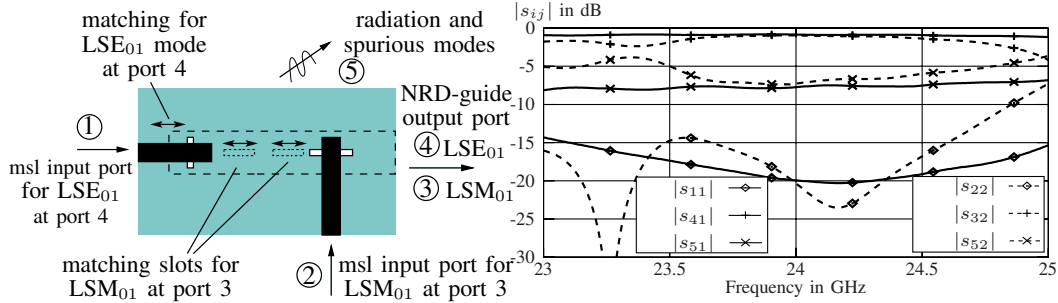 matching for
LSE₀₁ mode
at port 4
radiation and
spurious modes
⑤
NRD-guide
output port
①
④ LSE₀₁
msl input port
for LSE₀₁
at port 4
③ LSM₀₁
matching slots for
LSM₀₁ at port 3
②
msl input port for
LSM₀₁ at port 3
|s_ij| in dB
0
-5
-10
-15
-20
-25
-30
|s₁₁|
|s₄₁|
|s₅₁|
|s₂₂|
|s₃₂|
|s₅₂|
23
23.5
24
24.5
25
Frequency in GHz